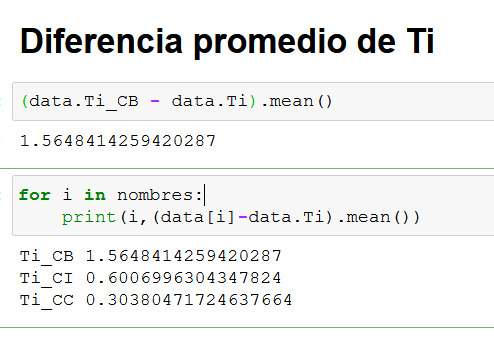 Diferencia promedio de Ti
(data.Ti_CB - data.Ti).mean()
1.5648414259420287
for i in nombres:
    print(i,(data[i]-data.Ti).mean())
Ti_CB 1.5648414259420287
Ti_CI 0.6006996304347824
Ti_CC 0.30380471724637664